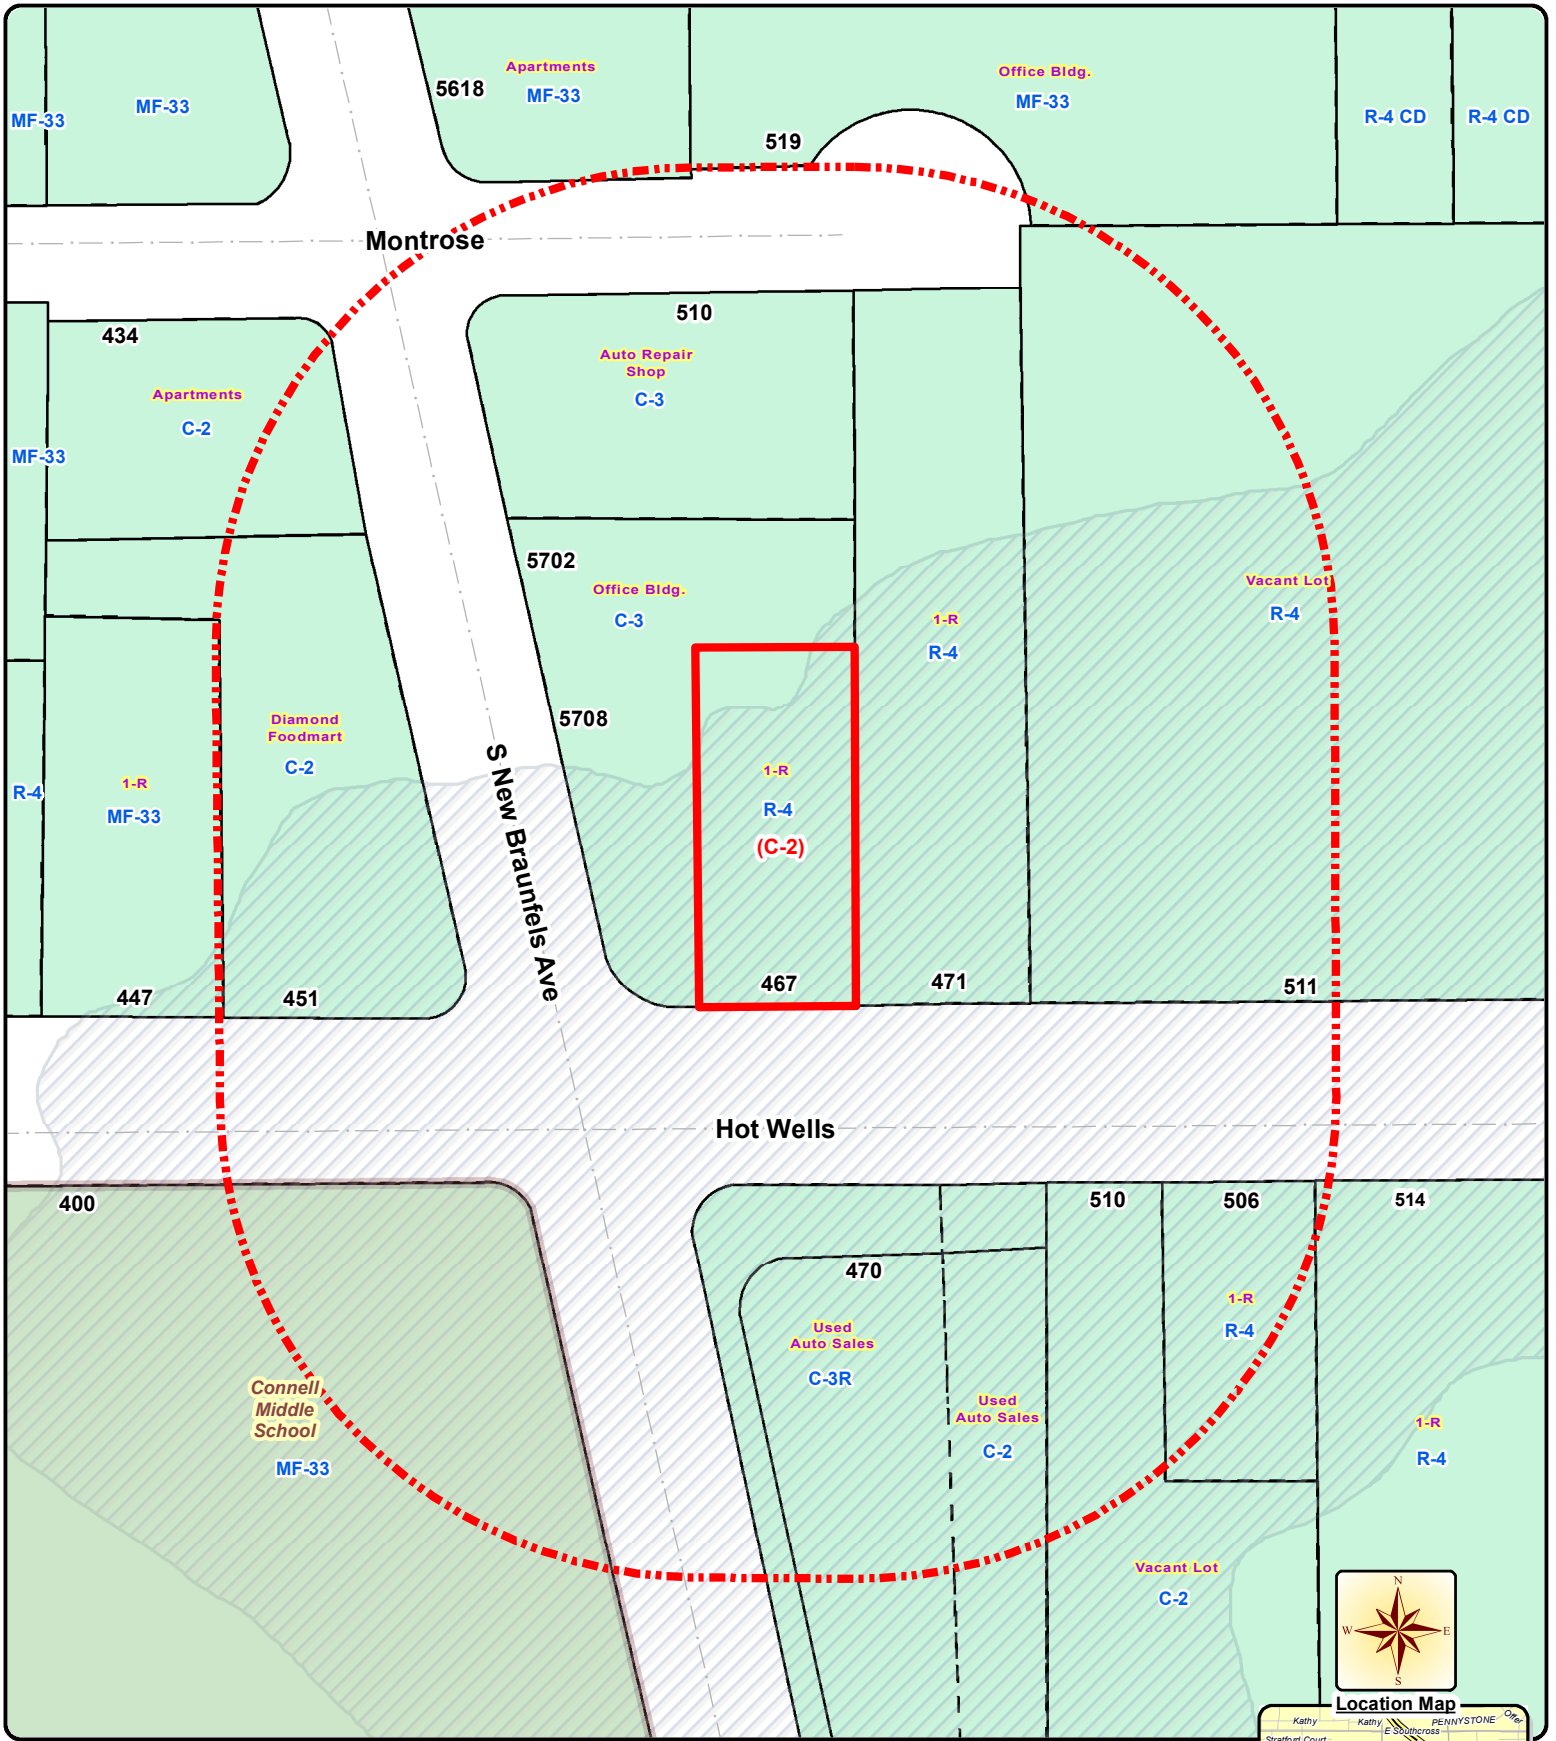 Apartments
MF-33
5618
Office Bldg.
MF-33
MF-33
MF-33
R-4 CD
R-4 CD
519
Montrose
434
Apartments
C-2
MF-33
510
Auto Repair
Shop
C-3
5702
Office Bldg.
C-3
1-R
R-4
Vacant Lot
R-4
5708
Diamond
Foodmart
C-2
1-R
MF-33
R-4
S New Braunfels Ave
1-R
R-4
(C-2)
447
451
467
471
511
Hot Wells
400
510
506
514
470
1-R
R-4
Used
Auto Sales
C-3R
Used
Auto Sales
C-2
Connell
Middle
School
MF-33
1-R
R-4
Vacant Lot
C-2
N
W
E
S
Location Map
Kathy
Kathy
PENNYSTONE
Offer
E Southcross
Stratford Court